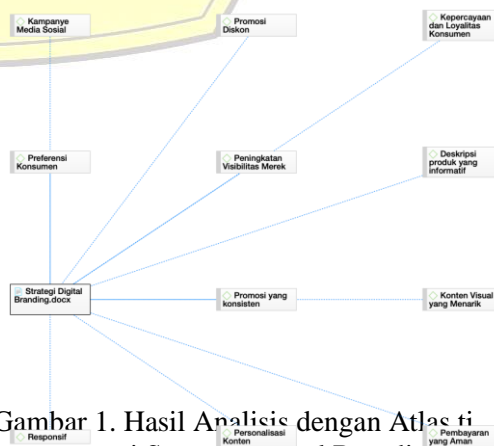 Kampanye
Media Sosial
Promosi
Diskon
Kepercayaan
dan Loyalitas
Konsumen
Preferensi
Konsumen
Peningkatan
Visibilitas Merek
Deskripsi
produk yang
informatif
Strategi Digital
Branding.docx
Promosi yang
konsisten
Konten Visual
yang Menarik
Gambar 1. Hasil Analisis dengan Atlas.ti
Responsif
Personalisasi
Konten
Pembayaran
yang Aman